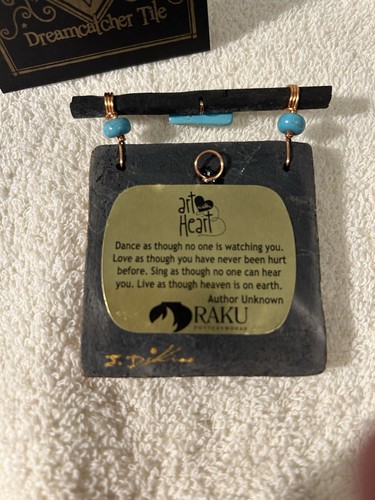 Dreamcatcher Tile
art
Heart
Dance as though no one is watching you.
Love as though you have never been hurt
before. Sing as though no one can hear
you. Live as though heaven is on earth.
Author Unknown
RAKU
POTTERYWORKS